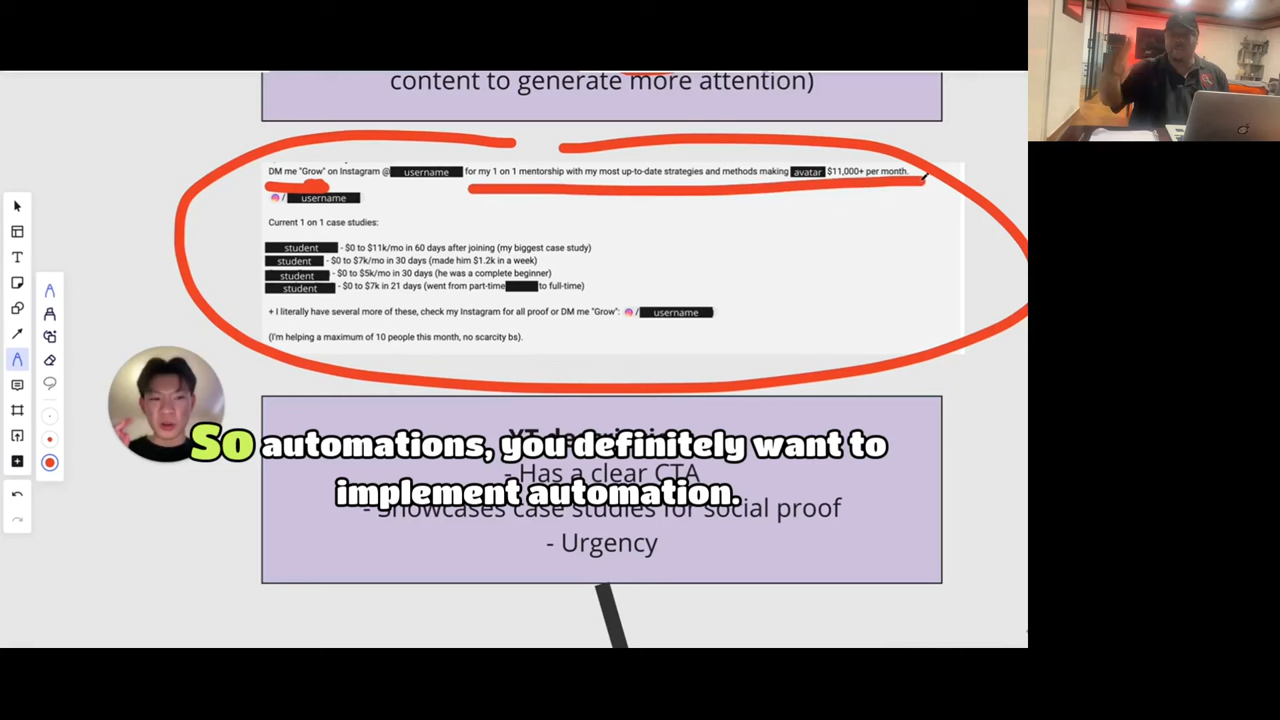 content to generate more attention)
DM me "Grow" on Instagram @ username for my 1 on 1 mentorship with my most up-to-date strategies and methods making avatar $11,000+ per month.
/ username
Current 1 on 1 case studies:
student - $0 to $11k/mo in 60 days after joining (my biggest case study)
student - $0 to $7k/mo in 30 days (made him $1.2k in a week)
student - $0 to $5k/mo in 30 days (he was a complete beginner)
student - $0 to $7k in 21 days (went from part-time to full-time)
+ I literally have several more of these, check my Instagram for all proof or DM me "Grow": / username
(I'm helping a maximum of 10 people this month, no scarcity bs).
So automations, you definitely want to
implement automation.
YT
- Has a clear CTA
- Showcases case studies for social proof
- Urgency